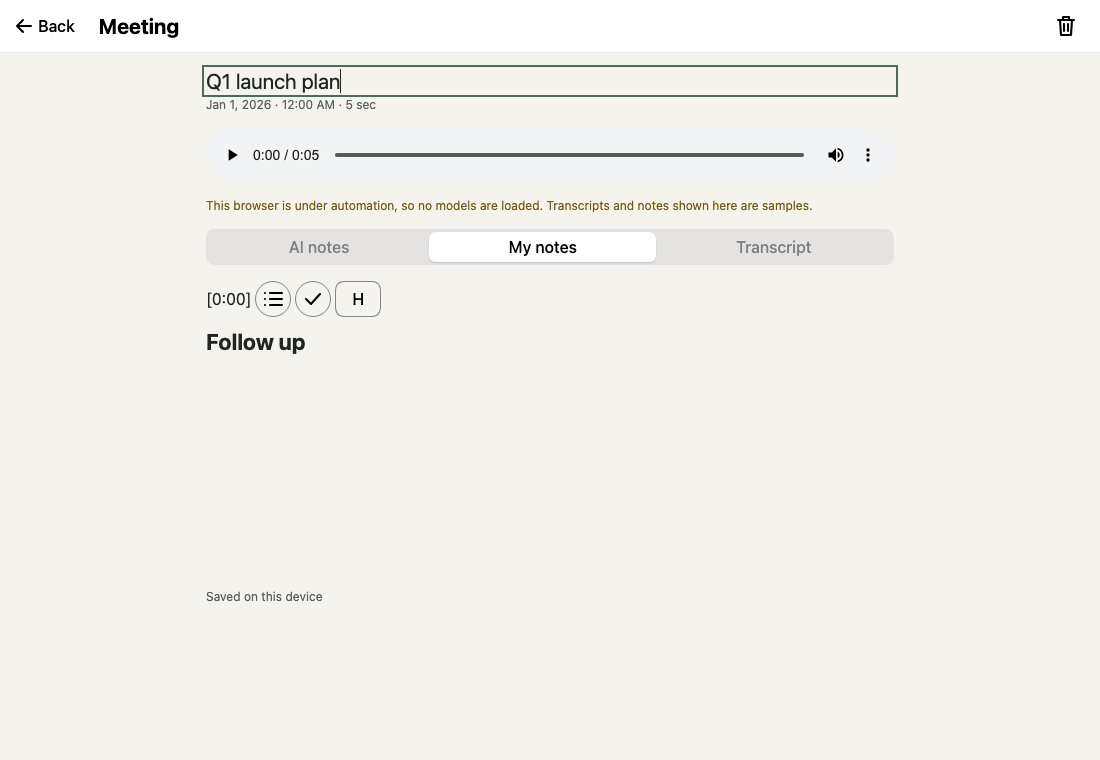 Back Meeting
Q1 launch plan
Jan 1, 2026 · 12:00 AM · 5 sec
0:00 / 0:05
This browser is under automation, so no models are loaded. Transcripts and notes shown here are samples.
AI notes My notes Transcript
[0:00] H
Follow up
Saved on this device